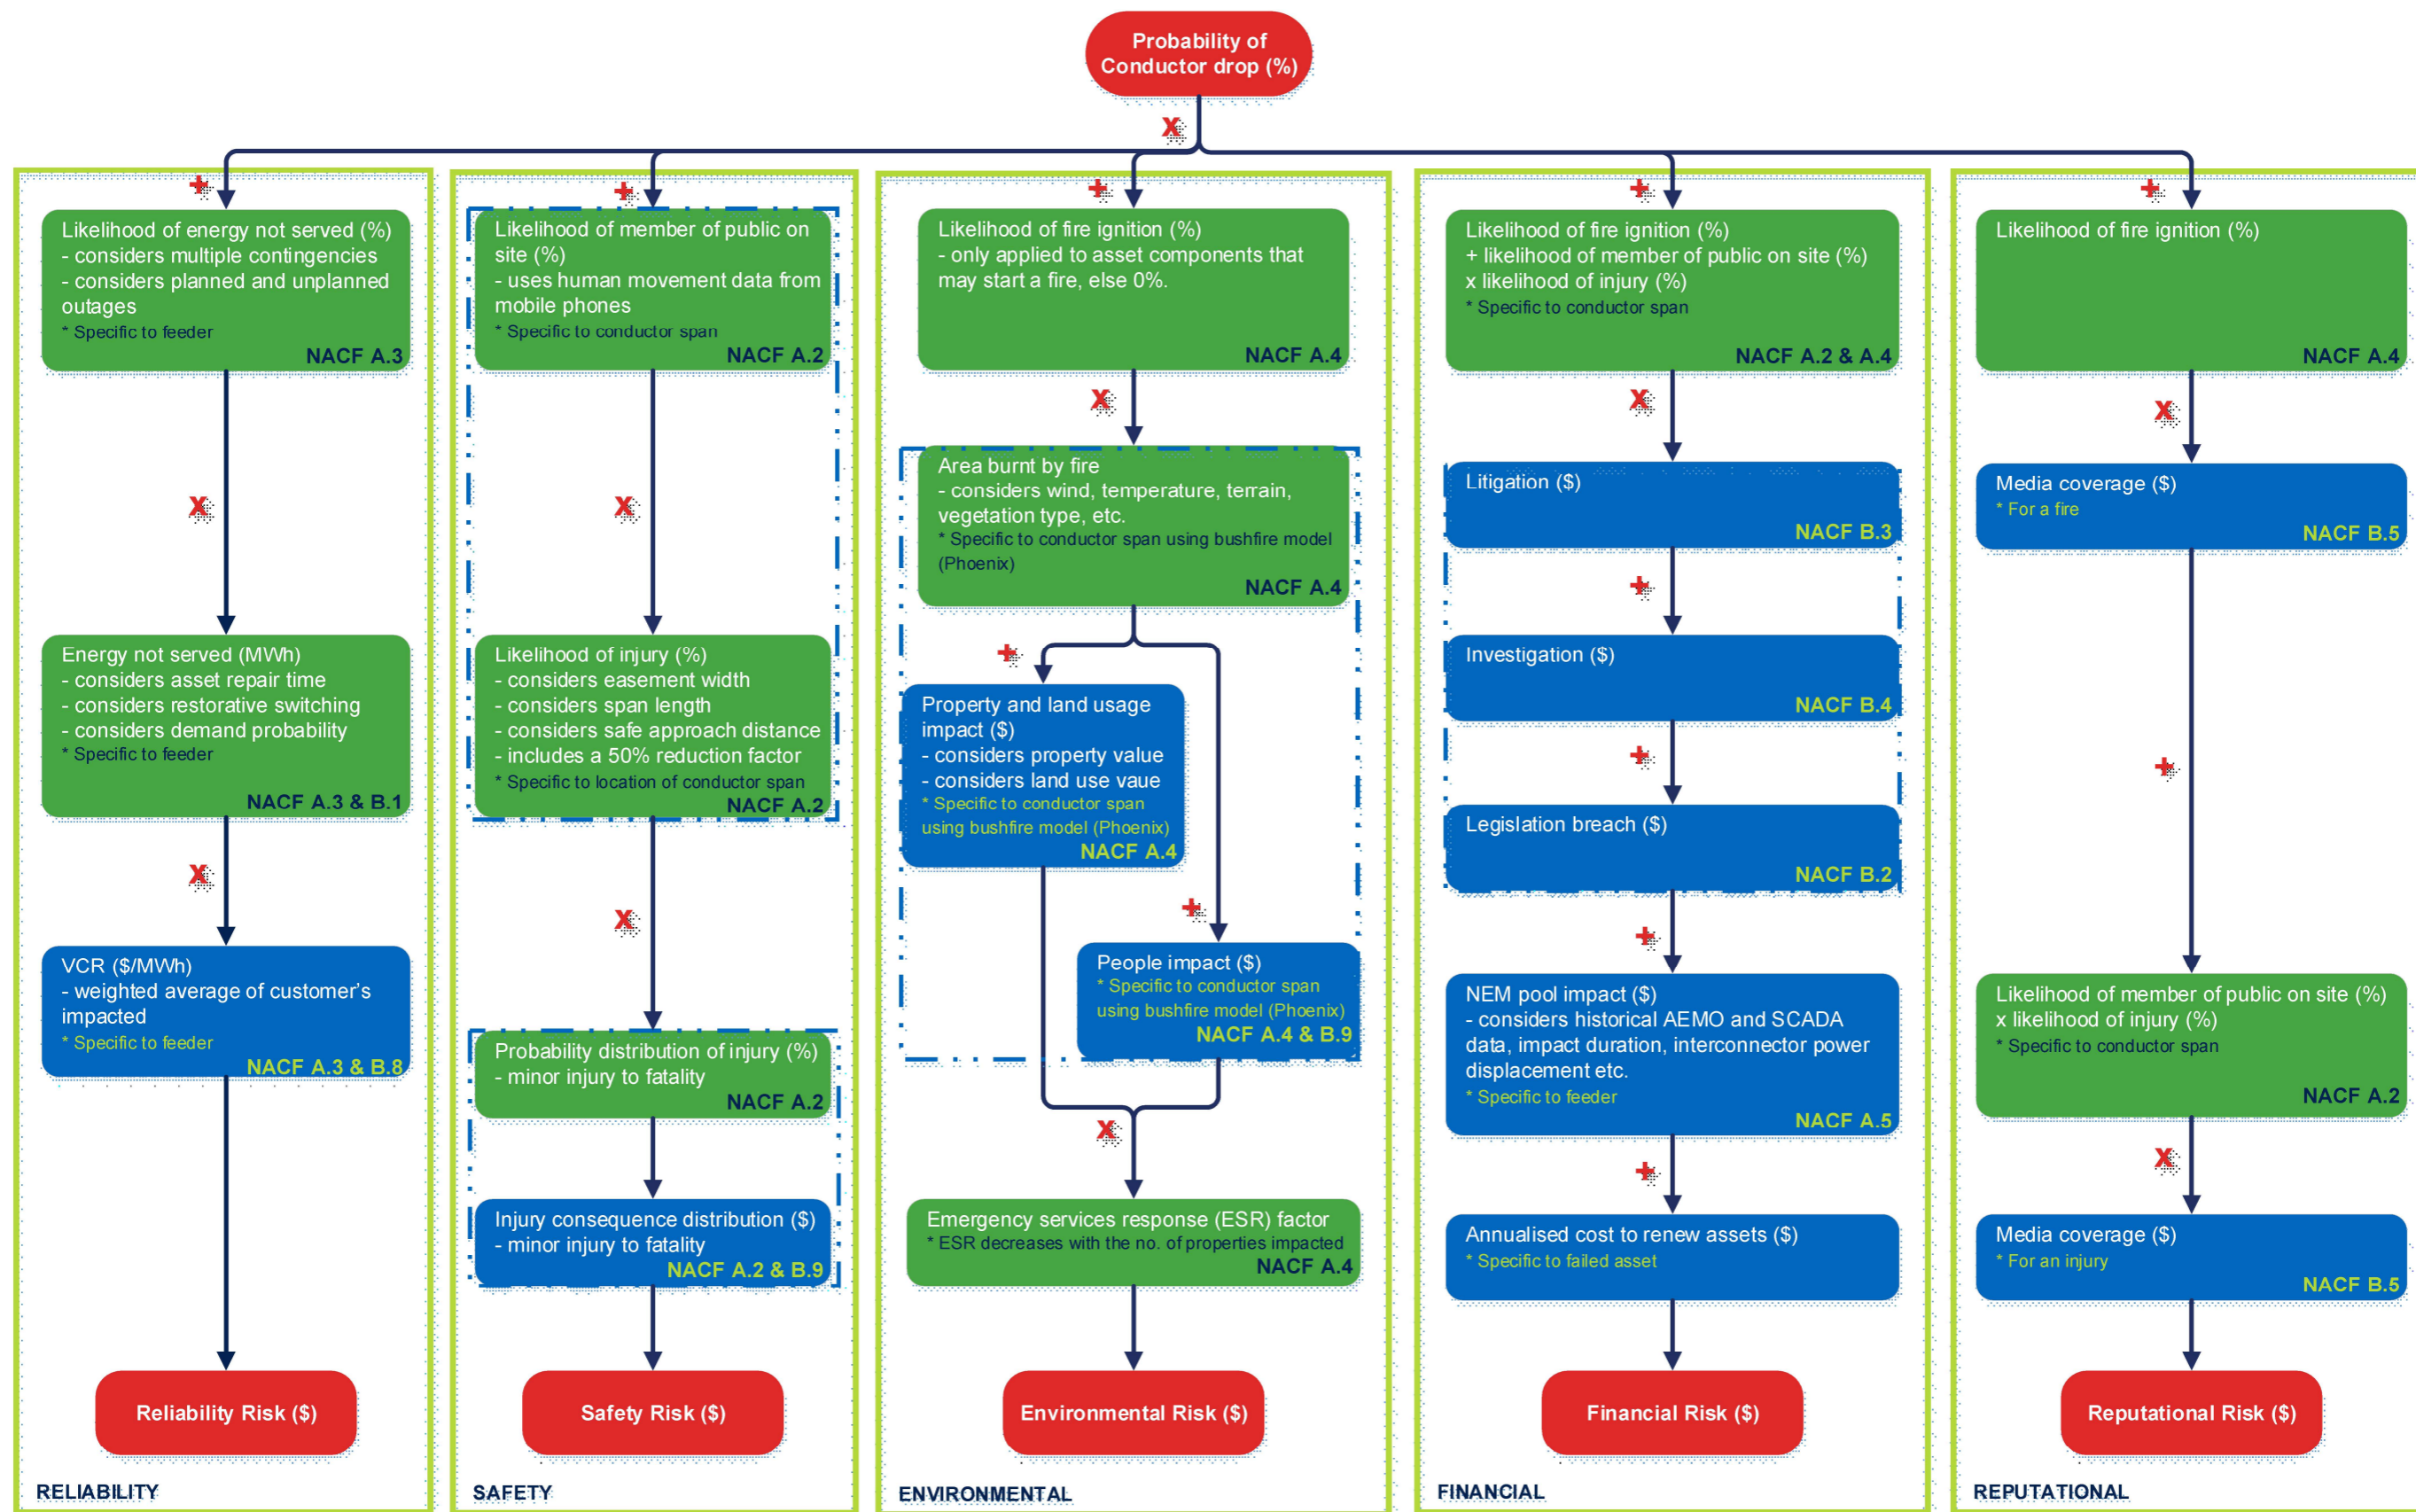 Probability of
Conductor drop (%)
x
+
Likelihood of energy not served (%)
- considers multiple contingencies
- considers planned and unplanned
outages
* Specific to feeder
NACF A.3
x
Energy not served (MWh)
- considers asset repair time
- considers restorative switching
- considers demand probability
* Specific to feeder
NACF A.3 & B.1
x
VCR ($/MWh)
- weighted average of customer's
impacted
* Specific to feeder
NACF A.3 & B.8
Reliability Risk ($)
RELIABILITY
+
Likelihood of member of public on
site (%)
- uses human movement data from
mobile phones
* Specific to conductor span
NACF A.2
x
Likelihood of injury (%)
- considers easement width
- considers span length
- considers safe approach distance
- includes a 50% reduction factor
* Specific to location of conductor span
NACF A.2
x
Probability distribution of injury (%)
- minor injury to fatality
NACF A.2
Injury consequence distribution ($)
- minor injury to fatality
NACF A.2 & B.9
Safety Risk ($)
SAFETY
+
Likelihood of fire ignition (%)
- only applied to asset components that
may start a fire, else 0%.
NACF A.4
x
Area burnt by fire
- considers wind, temperature, terrain,
vegetation type, etc.
* Specific to conductor span using bushfire model
(Phoenix)
NACF A.4
+
Property and land usage
impact ($)
- considers property value
- considers land use vaue
* Specific to conductor span
using bushfire model (Phoenix)
NACF A.4
+
People impact ($)
* Specific to conductor span
using bushfire model (Phoenix)
NACF A.4 & B.9
x
Emergency services response (ESR) factor
* ESR decreases with the no. of properties impacted
NACF A.4
Environmental Risk ($)
ENVIRONMENTAL
+
Likelihood of fire ignition (%)
+ likelihood of member of public on site (%)
x likelihood of injury (%)
* Specific to conductor span
NACF A.2 & A.4
x
Litigation ($)
NACF B.3
+
Investigation ($)
NACF B.4
+
Legislation breach ($)
NACF B.2
+
NEM pool impact ($)
- considers historical AEMO and SCADA
data, impact duration, interconnector power
displacement etc.
* Specific to feeder
NACF A.5
+
Annualised cost to renew assets ($)
* Specific to failed asset
Financial Risk ($)
FINANCIAL
+
Likelihood of fire ignition (%)
NACF A.4
x
Media coverage ($)
* For a fire
NACF B.5
+
Likelihood of member of public on site (%)
x likelihood of injury (%)
* Specific to conductor span
NACF A.2
x
Media coverage ($)
* For an injury
NACF B.5
Reputational Risk ($)
REPUTATIONAL